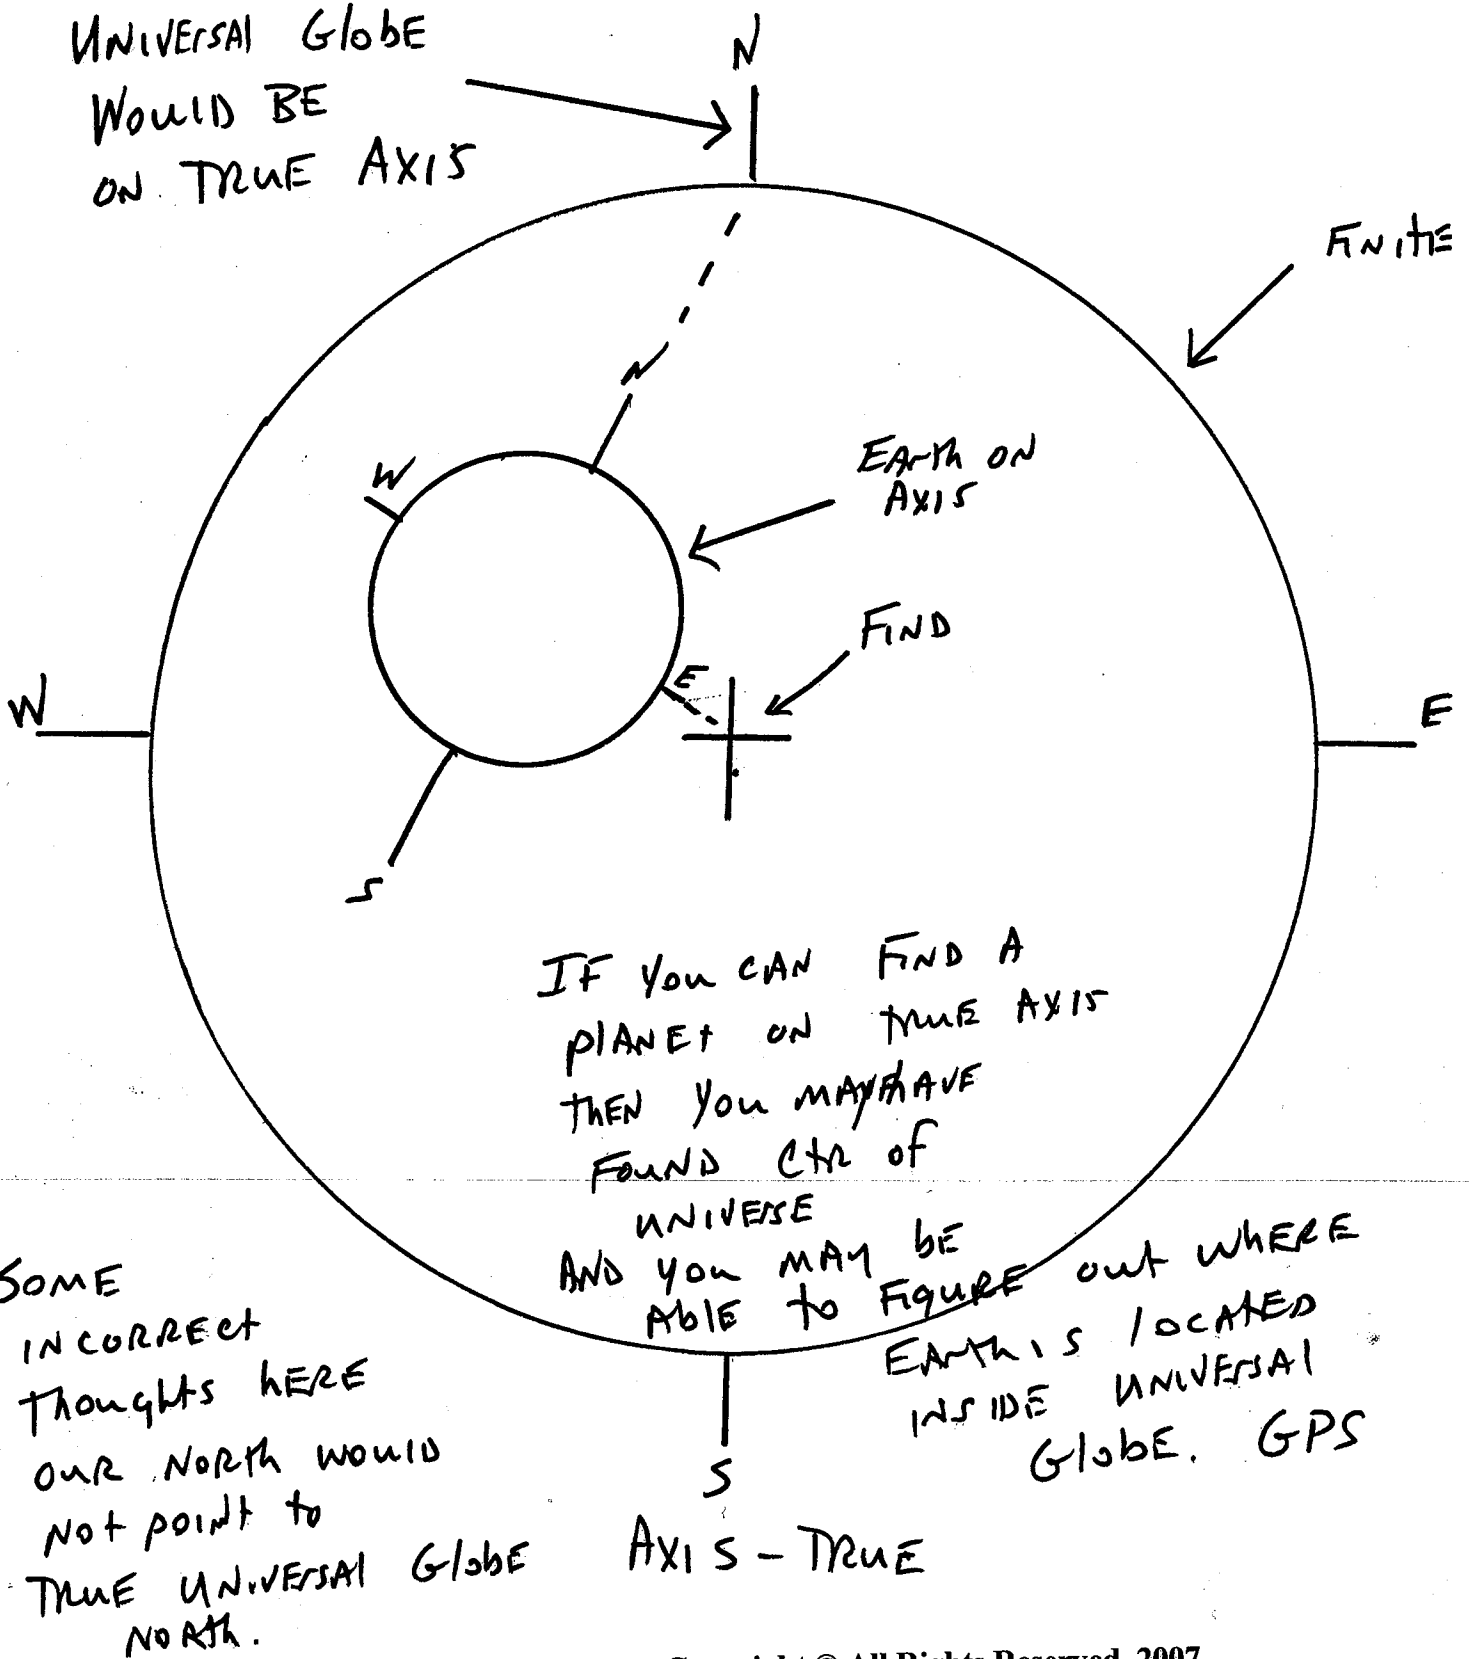 UNIVERSAL GlobE
WOULD BE
ON TRUE AXIS
N
FINITE
N
W
EArth ON
AXIS
FIND
E
W
E
S
IF you CAN FIND A
PlANEt ON tRuE AXIS
thEN you MAY HAVE
FOUND CtR of
UNIVERSE
AND you MAY bE
AblE to FIGURE out WhERE
EArth IS locAtED
INSIDE UNIVErSAl
GlobE. GPS
SOME
INCORRECt
thoughts hERE
OUR NORth WOUlD
NOt poINt to
TRUE UNIVErSAl GlobE
NORth.
S
AXIS - TRUE
Copyright © All Rights Reserved 2007